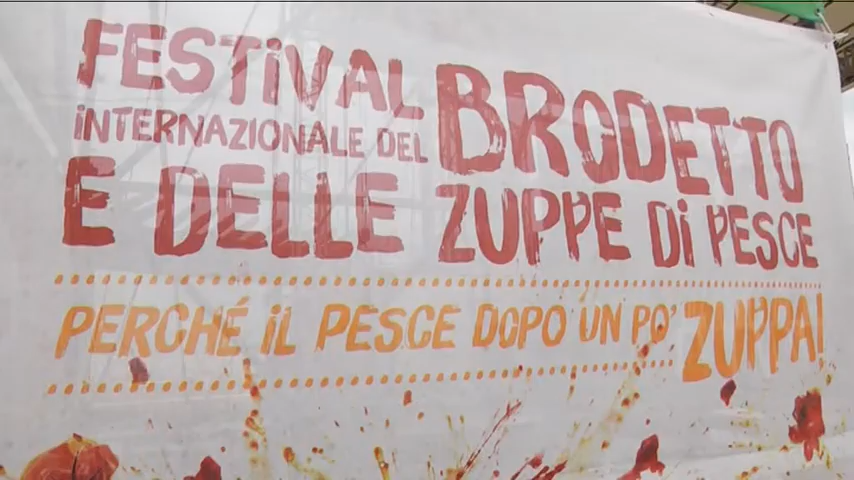 FESTiVAL
iNTERNAZIONALE DEL
BRODETTO
E DELLE ZUPPE Di PESCE
PERCHÉ iL PESCE DOPO UN PO' ZUPPA!